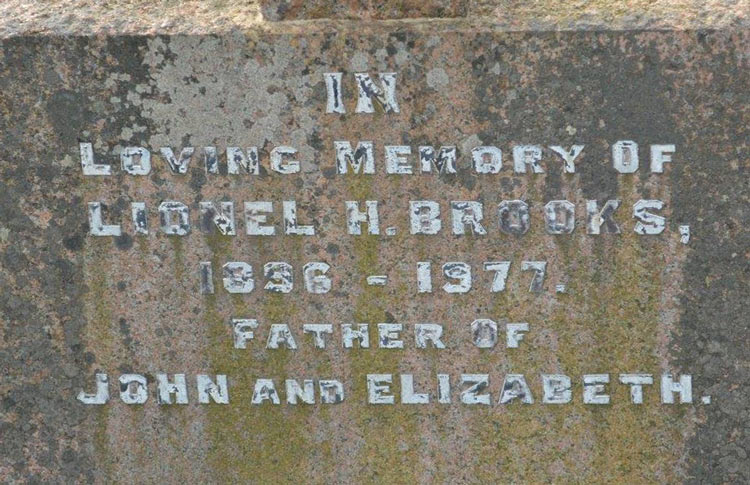 IN
LOVING MEMORY OF
LIONEL H. BROOKS,
1896 - 1977.
FATHER OF
JOHN AND ELIZABETH.